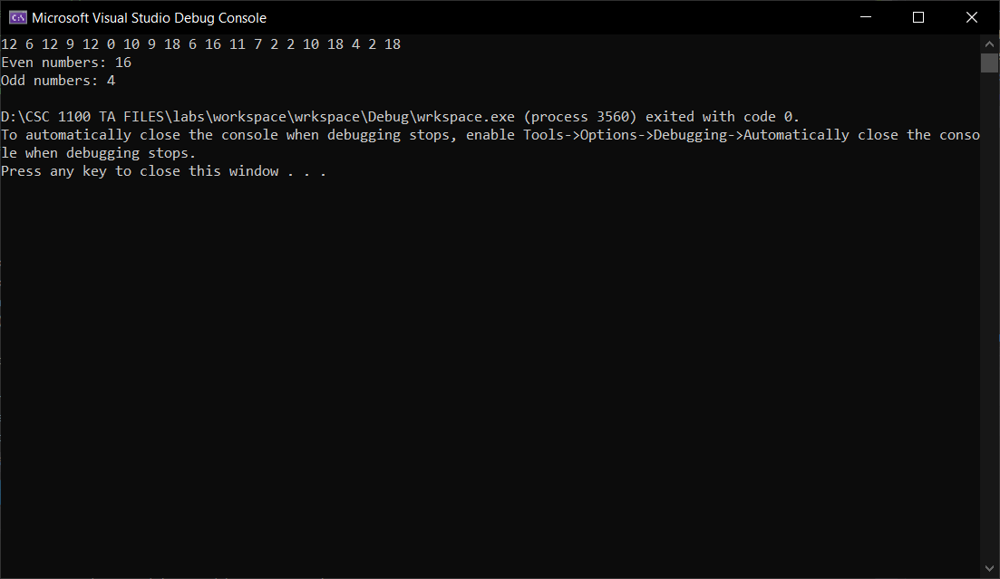 Microsoft Visual Studio Debug Console
12 6 12 9 12 0 10 9 18 6 16 11 7 2 2 10 18 4 2 18
Even numbers: 16
Odd numbers: 4
D:\CSC 1100 TA FILES\labs\workspace\wrkspace\Debug\wrkspace.exe (process 3560) exited with code 0.
To automatically close the console when debugging stops, enable Tools->Options->Debugging->Automatically close the conso
le when debugging stops.
Press any key to close this window . . .